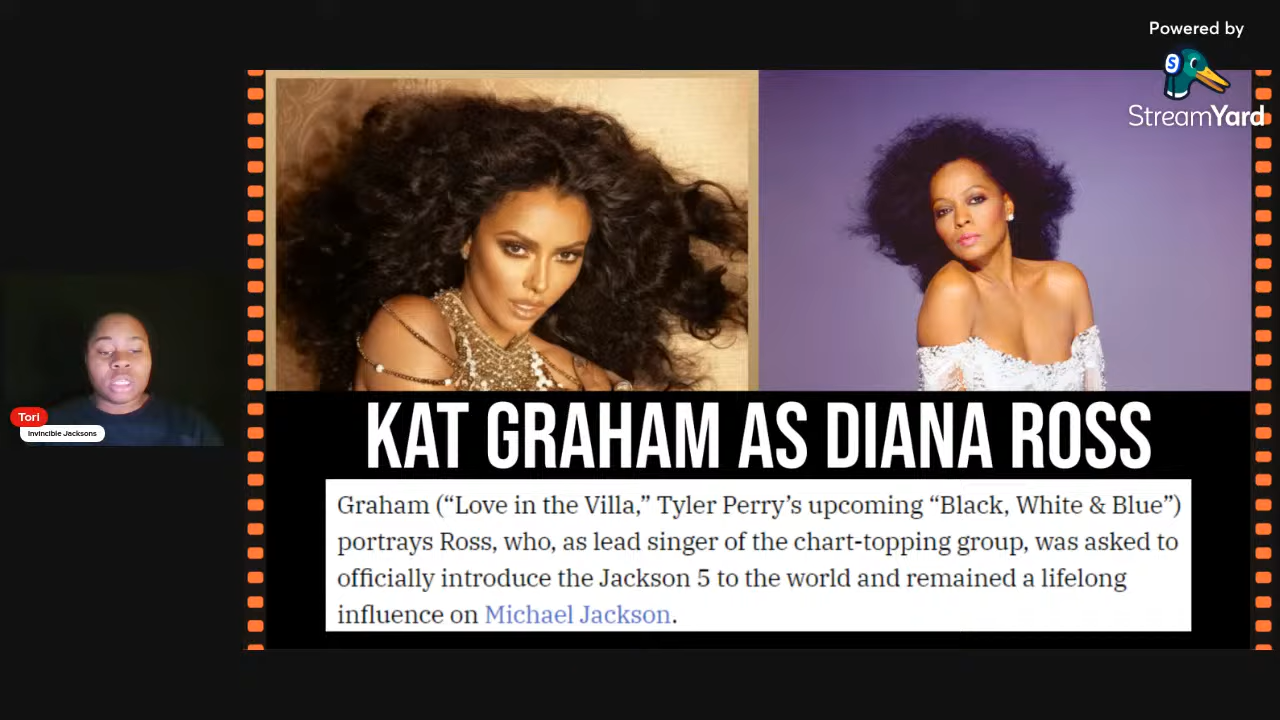 Powered by
StreamYard
KAT GRAHAM AS DIANA ROSS
Graham (“Love in the Villa,” Tyler Perry’s upcoming “Black, White & Blue”)
portrays Ross, who, as lead singer of the chart-topping group, was asked to
officially introduce the Jackson 5 to the world and remained a lifelong
influence on Michael Jackson.
Tori
Invincible Jacksons